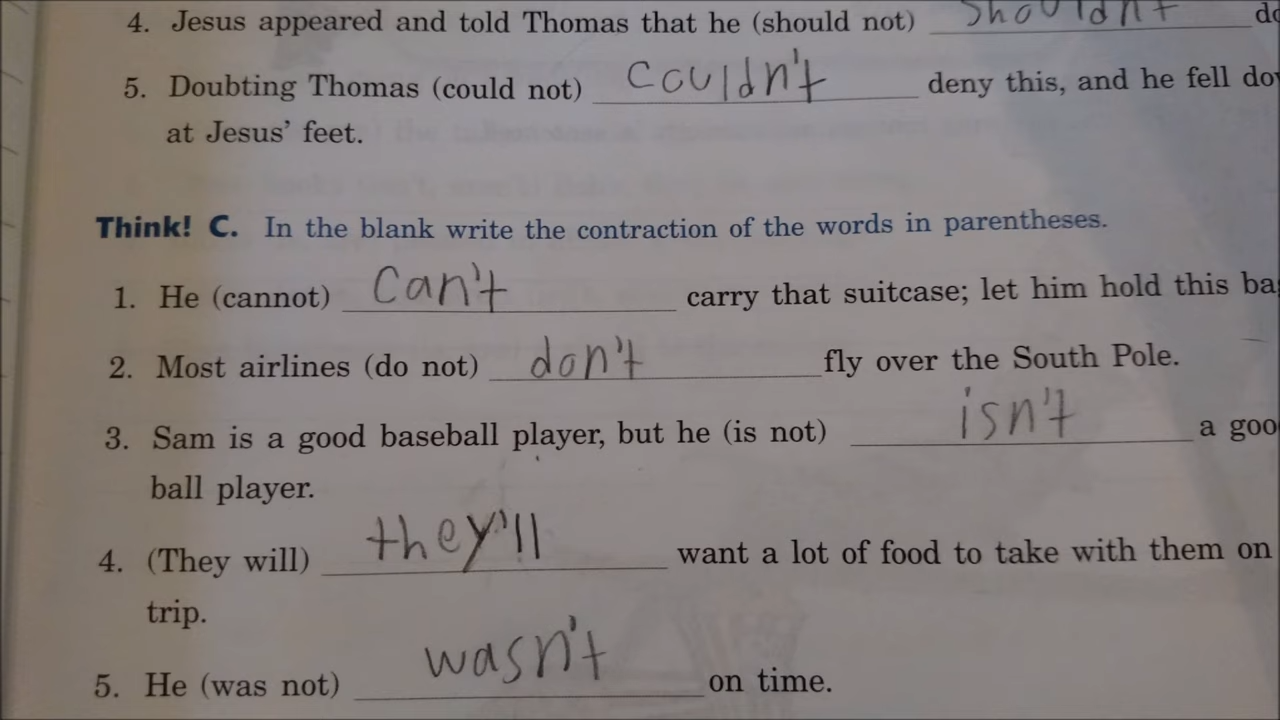 4. Jesus appeared and told Thomas that he (should not) shouldn't
5. Doubting Thomas (could not) couldn't deny this, and he fell
at Jesus' feet.
Think! C. In the blank write the contraction of the words in parentheses.
1. He (cannot) can't carry that suitcase; let him hold this
2. Most airlines (do not) don't fly over the South Pole.
3. Sam is a good baseball player, but he (is not) isn't a
ball player.
4. (They will) they'll want a lot of food to take with them on
trip.
5. He (was not) wasn't on time.